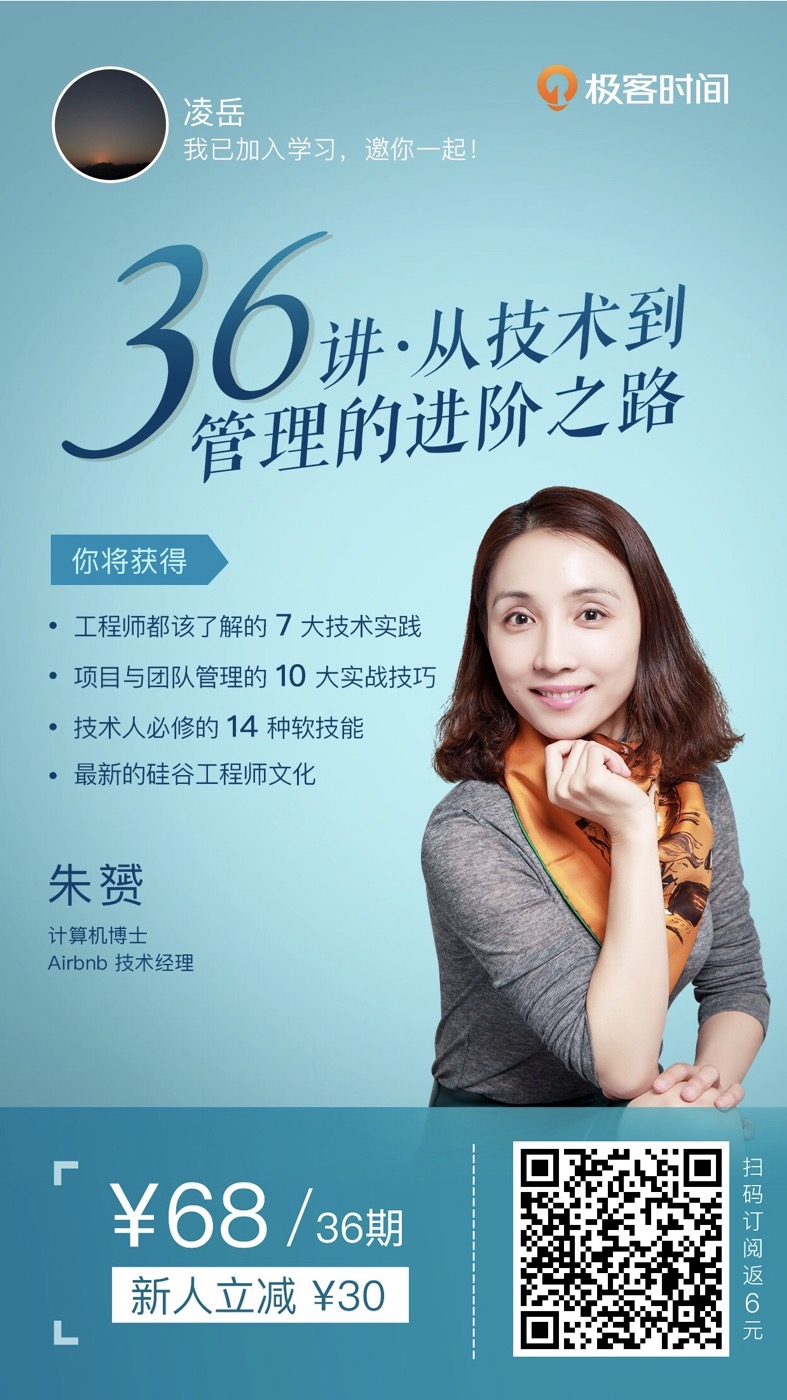 极客时间
凌岳
我已加入学习，邀你一起！
36讲·从技术到
管理的进阶之路
你将获得
• 工程师都该了解的 7 大技术实践
• 项目与团队管理的 10 大实战技巧
• 技术人必修的 14 种软技能
• 最新的硅谷工程师文化
朱赟
计算机博士
Airbnb 技术经理
¥68/36期
新人立减 ¥30
扫码订阅返6元